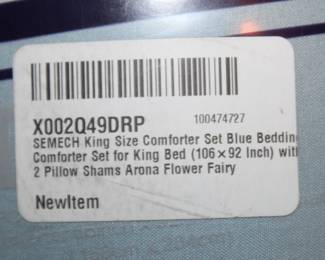 X002Q49DRP
100474727
SEMECH King Size Comforter Set Blue Bedding
Comforter Set for King Bed (106×92 Inch) with
2 Pillow Shams Arona Flower Fairy
NewItem